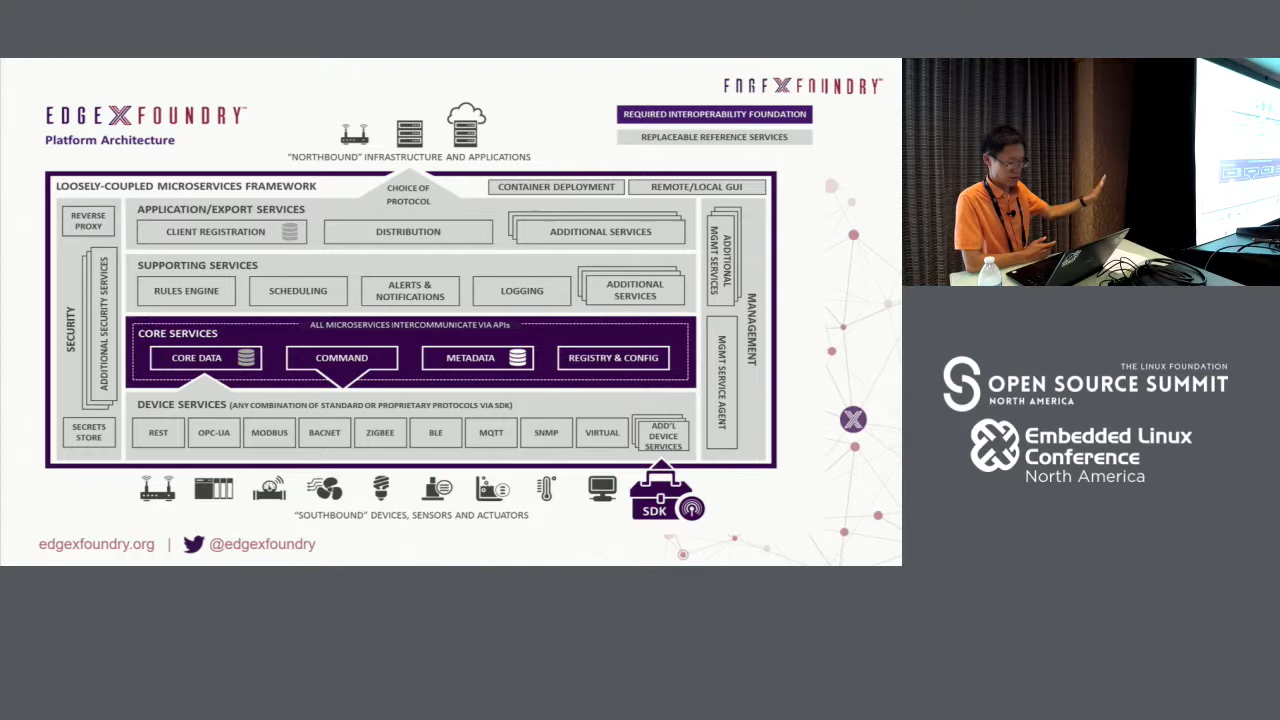 EDGE X FOUNDRY™
EDGE X FOUNDRY™
Platform Architecture
REQUIRED INTEROPERABILITY FOUNDATION
REPLACEABLE REFERENCE SERVICES
“NORTHBOUND” INFRASTRUCTURE AND APPLICATIONS
LOOSELY-COUPLED MICROSERVICES FRAMEWORK
CHOICE OF
PROTOCOL
CONTAINER DEPLOYMENT
REMOTE/LOCAL GUI
REVERSE
PROXY
SECURITY
ADDITIONAL SECURITY SERVICES
SECRETS
STORE
APPLICATION/EXPORT SERVICES
CLIENT REGISTRATION
DISTRIBUTION
ADDITIONAL SERVICES
SUPPORTING SERVICES
RULES ENGINE
SCHEDULING
ALERTS &
NOTIFICATIONS
LOGGING
ADDITIONAL
SERVICES
ALL MICROSERVICES INTERCOMMUNICATE VIA APIs
CORE SERVICES
CORE DATA
COMMAND
METADATA
REGISTRY & CONFIG
DEVICE SERVICES (ANY COMBINATION OF STANDARD OR PROPRIETARY PROTOCOLS VIA SDK)
REST
OPC-UA
MODBUS
BACNET
ZIGBEE
BLE
MQTT
SNMP
VIRTUAL
ADD'L
DEVICE
SERVICES
ADDITIONAL
MGMT SERVICES
MANAGEMENT
MGMT SERVICE AGENT
SDK
“SOUTHBOUND” DEVICES, SENSORS AND ACTUATORS
edgexfoundry.org | @edgexfoundry
X
THE LINUX FOUNDATION
OPEN SOURCE SUMMIT
NORTH AMERICA
Embedded Linux
Conference
North America